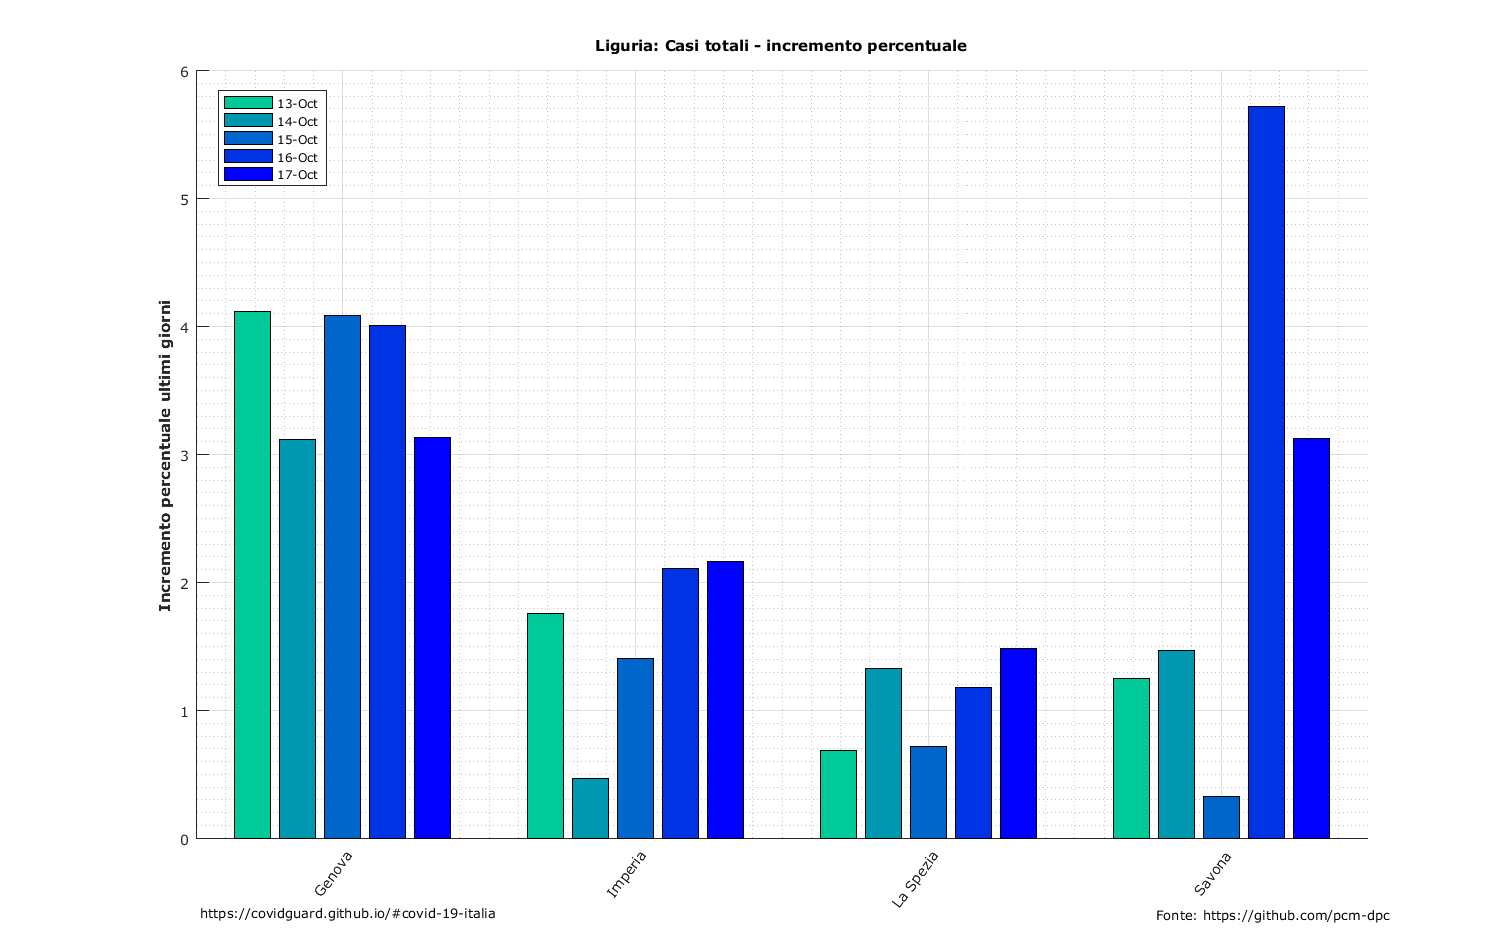 Liguria: Casi totali - incremento percentuale
13-Oct
14-Oct
15-Oct
16-Oct
17-Oct
Incremento percentuale ultimi giorni
6
5
4
3
2
1
0
Genova
Imperia
La Spezia
Savona
https://covidguard.github.io/#covid-19-italia
Fonte: https://github.com/pcm-dpc